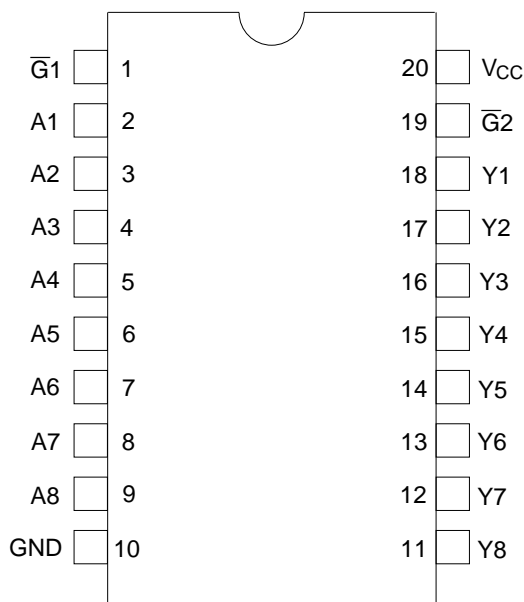 G̅1 1 20 VCC
A1 2 19 G̅2
A2 3 18 Y1
A3 4 17 Y2
A4 5 16 Y3
A5 6 15 Y4
A6 7 14 Y5
A7 8 13 Y6
A8 9 12 Y7
GND 10 11 Y8